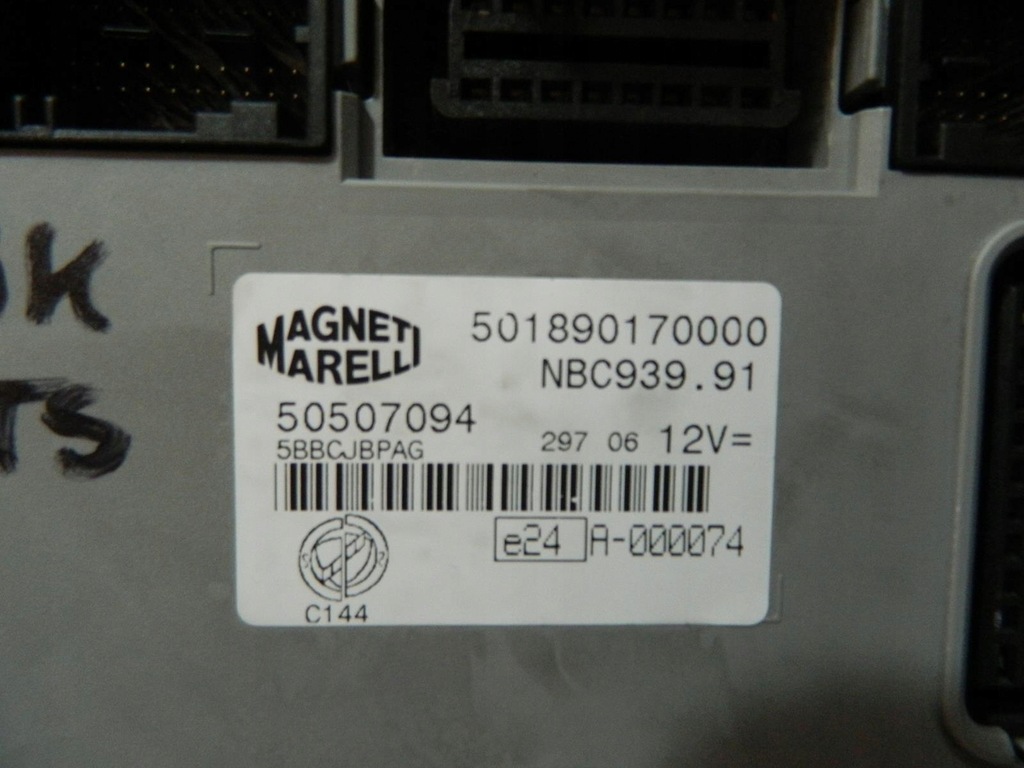 MAGNETI
MARELLI
501890170000
NBC939.91
50507094
5BBCJBPAG
297 06 12V=
e24 A-000074
C144